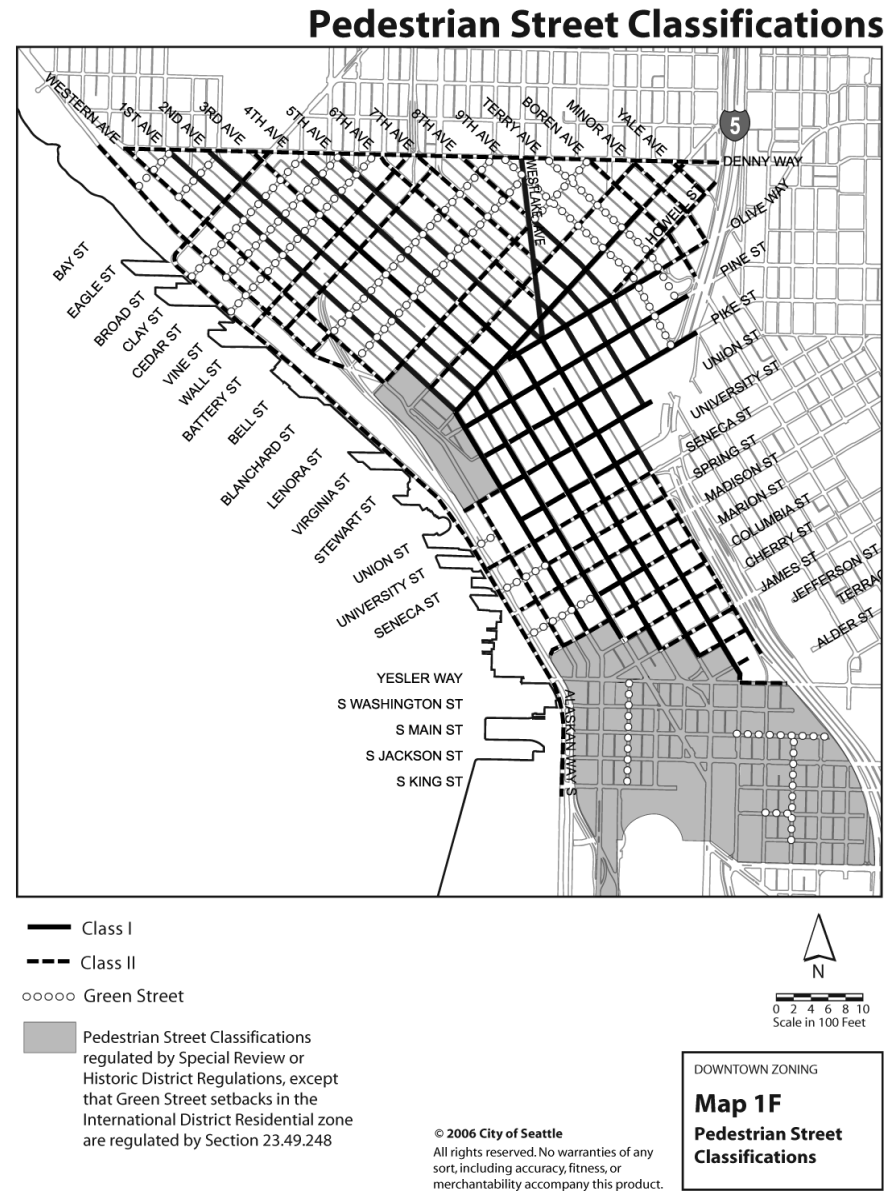 Pedestrian Street Classifications
WESTERN AVE
1ST AVE
2ND AVE
3RD AVE
4TH AVE
5TH AVE
6TH AVE
7TH AVE
8TH AVE
9TH AVE
TERRY AVE
BOREN AVE
MINOR AVE
YALE AVE
5
DENNY WAY
WESTLAKE AVE
HOWELL ST
OLIVE WAY
PINE ST
PIKE ST
UNION ST
UNIVERSITY ST
SENECA ST
SPRING ST
MADISON ST
MARION ST
COLUMBIA ST
CHERRY ST
JAMES ST
JEFFERSON ST
TERRAC
ALDER ST
BAY ST
EAGLE ST
BROAD ST
CLAY ST
CEDAR ST
VINE ST
WALL ST
BATTERY ST
BELL ST
BLANCHARD ST
LENORA ST
VIRGINIA ST
STEWART ST
UNION ST
UNIVERSITY ST
SENECA ST
YESLER WAY
S WASHINGTON ST
S MAIN ST
S JACKSON ST
S KING ST
ALASKAN WAY S
Class I
Class II
Green Street
Pedestrian Street Classifications
regulated by Special Review or
Historic District Regulations, except
that Green Street setbacks in the
International District Residential zone
are regulated by Section 23.49.248
N
0 2 4 6 8 10
Scale in 100 Feet
© 2006 City of Seattle
All rights reserved. No warranties of any
sort, including accuracy, fitness, or
merchantability accompany this product.
DOWNTOWN ZONING
Map 1F
Pedestrian Street
Classifications